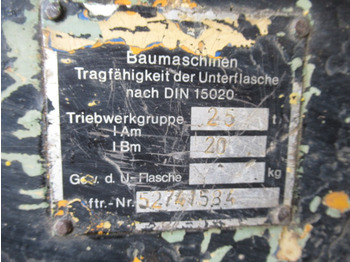 Baumaschinen
Tragfähigkeit der Unterflasche
nach DIN 15020
Triebwerkgruppe 25 t
I Am
I Bm 20
Gew. d. U-Flasche kg
ftr.-Nr.